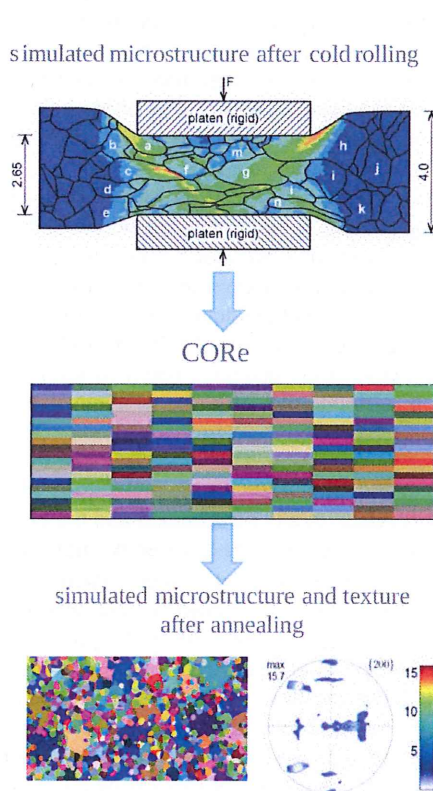 simulated microstructure after cold rolling
F
platen (rigid)
2.65
4.0
a
b
c
d
e
f
g
m
h
i
j
k
i
n
platen (rigid)
CORe
simulated microstructure and texture
after annealing
max
15.7
{200}
15
10
5